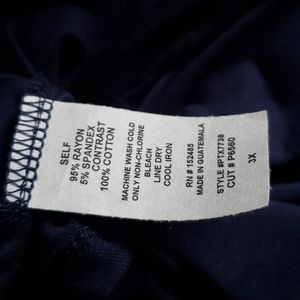 SELF
95% RAYON
5% SPANDEX
CONTRAST
100% COTTON
MACHINE WASH COLD
ONLY NON-CHLORINE
BLEACH
LINE DRY
COOL IRON
RN # 152485
MADE IN GUATEMALA
STYLE #PTX7738
CUT # P6560
3X